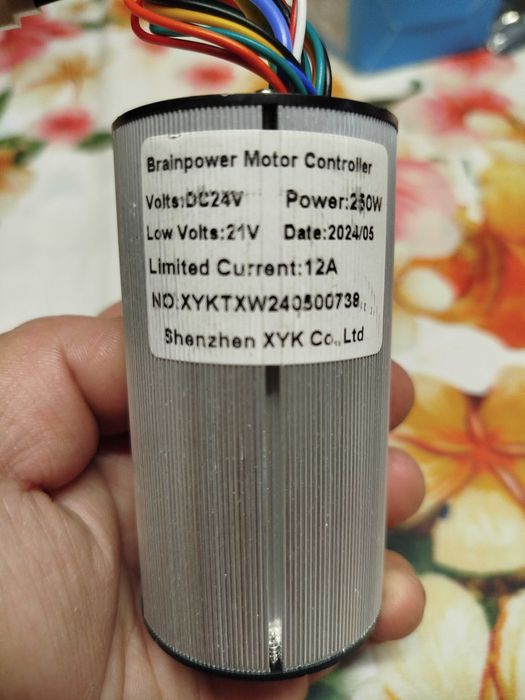 Brainpower Motor Controller
Volts:DC24V Power:250W
Low Volts:21V Date:2024/05
Limited Current:12A
NO:XYKTXW240500738
Shenzhen XYK Co.,Ltd